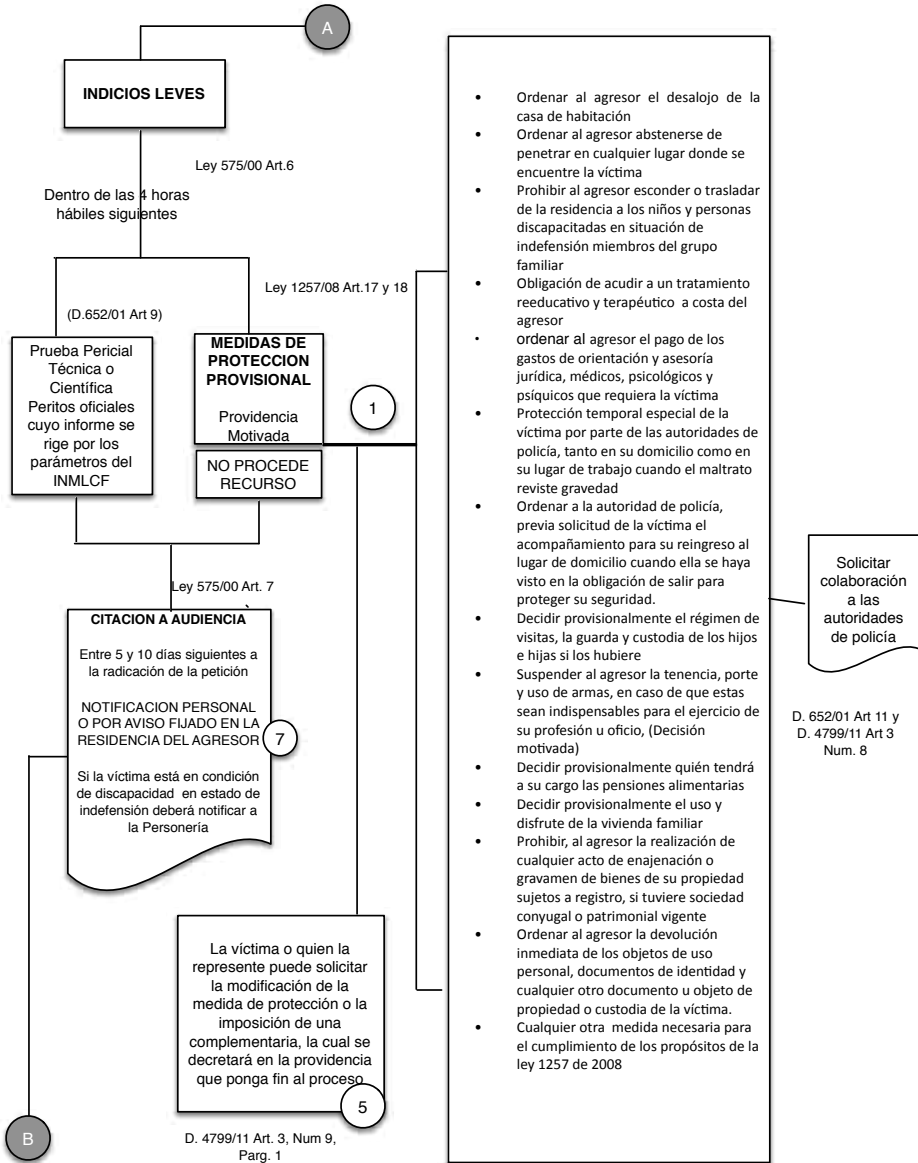 A
INDICIOS LEVES
Ley 575/00 Art.6
Dentro de las 4 horas
hábiles siguientes
Ley 1257/08 Art.17 y 18
(D.652/01 Art 9)
Prueba Pericial
Técnica o
Científica
Peritos oficiales
cuyo informe se
rige por los
parámetros del
INMLCF
MEDIDAS DE
PROTECCION
PROVISIONAL
Providencia
Motivada
NO PROCEDE
RECURSO
1
Ley 575/00 Art. 7
CITACION A AUDIENCIA
Entre 5 y 10 días siguientes a
la radicación de la petición
NOTIFICACION PERSONAL
O POR AVISO FIJADO EN LA
RESIDENCIA DEL AGRESOR
7
Si la víctima está en condición
de discapacidad en estado de
indefensión deberá notificar a
la Personería
La víctima o quien la
represente puede solicitar
la modificación de la
medida de protección o la
imposición de una
complementaria, la cual se
decretará en la providencia
que ponga fin al proceso
5
D. 4799/11 Art. 3, Num 9,
Parg. 1
B
• Ordenar al agresor el desalojo de la
casa de habitación
• Ordenar al agresor abstenerse de
penetrar en cualquier lugar donde se
encuentre la víctima
• Prohibir al agresor esconder o trasladar
de la residencia a los niños y personas
discapacitadas en situación de
indefensión miembros del grupo
familiar
• Obligación de acudir a un tratamiento
reeducativo y terapéutico a costa del
agresor
• ordenar al agresor el pago de los
gastos de orientación y asesoría
jurídica, médicos, psicológicos y
psíquicos que requiera la víctima
• Protección temporal especial de la
víctima por parte de las autoridades de
policía, tanto en su domicilio como en
su lugar de trabajo cuando el maltrato
reviste gravedad
• Ordenar a la autoridad de policía,
previa solicitud de la víctima el
acompañamiento para su reingreso al
lugar de domicilio cuando ella se haya
visto en la obligación de salir para
proteger su seguridad.
• Decidir provisionalmente el régimen de
visitas, la guarda y custodia de los hijos
e hijas si los hubiere
• Suspender al agresor la tenencia, porte
y uso de armas, en caso de que estas
sean indispensables para el ejercicio de
su profesión u oficio, (Decisión
motivada)
• Decidir provisionalmente quién tendrá
a su cargo las pensiones alimentarias
• Decidir provisionalmente el uso y
disfrute de la vivienda familiar
• Prohibir, al agresor la realización de
cualquier acto de enajenación o
gravamen de bienes de su propiedad
sujetos a registro, si tuviere sociedad
conyugal o patrimonial vigente
• Ordenar al agresor la devolución
inmediata de los objetos de uso
personal, documentos de identidad y
cualquier otro documento u objeto de
propiedad o custodia de la víctima.
• Cualquier otra medida necesaria para
el cumplimiento de los propósitos de la
ley 1257 de 2008
Solicitar
colaboración
a las
autoridades
de policía
D. 652/01 Art 11 y
D. 4799/11 Art 3
Num. 8